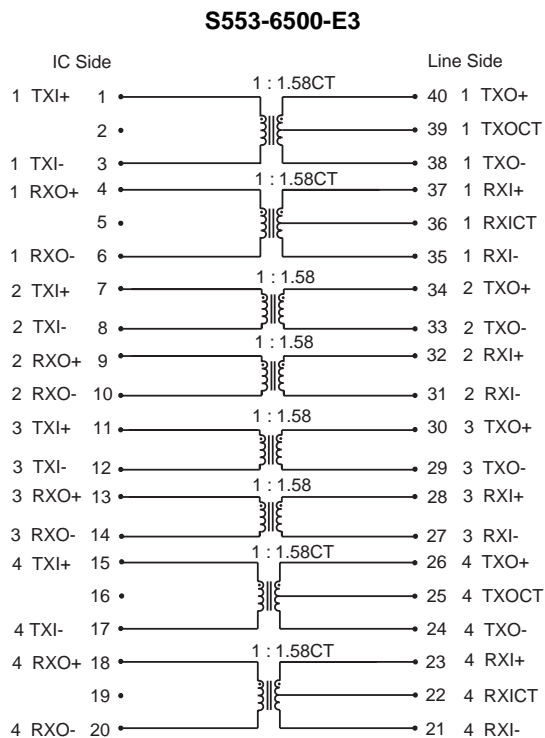 S553-6500-E3
IC Side Line Side
1 : 1.58CT
1 TXI+ 1 40 1 TXO+
2 39 1 TXOCT
1 TXI- 3 38 1 TXO-
1 : 1.58CT
1 RXO+ 4 37 1 RXI+
5 36 1 RXICT
1 RXO- 6 35 1 RXI-
1 : 1.58
2 TXI+ 7 34 2 TXO+
2 TXI- 8 33 2 TXO-
1 : 1.58
2 RXO+ 9 32 2 RXI+
2 RXO- 10 31 2 RXI-
1 : 1.58
3 TXI+ 11 30 3 TXO+
3 TXI- 12 29 3 TXO-
1 : 1.58
3 RXO+ 13 28 3 RXI+
3 RXO- 14 27 3 RXI-
1 : 1.58CT
4 TXI+ 15 26 4 TXO+
16 25 4 TXOCT
4 TXI- 17 24 4 TXO-
1 : 1.58CT
4 RXO+ 18 23 4 RXI+
19 22 4 RXICT
4 RXO- 20 21 4 RXI-